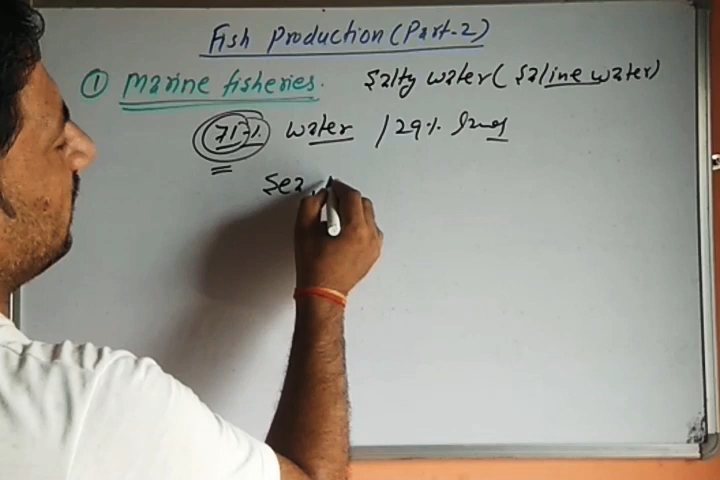 Fish Production (Part-2)
① Marine fisheries. Salty water (Saline water)
71% water / 29% land
Sea